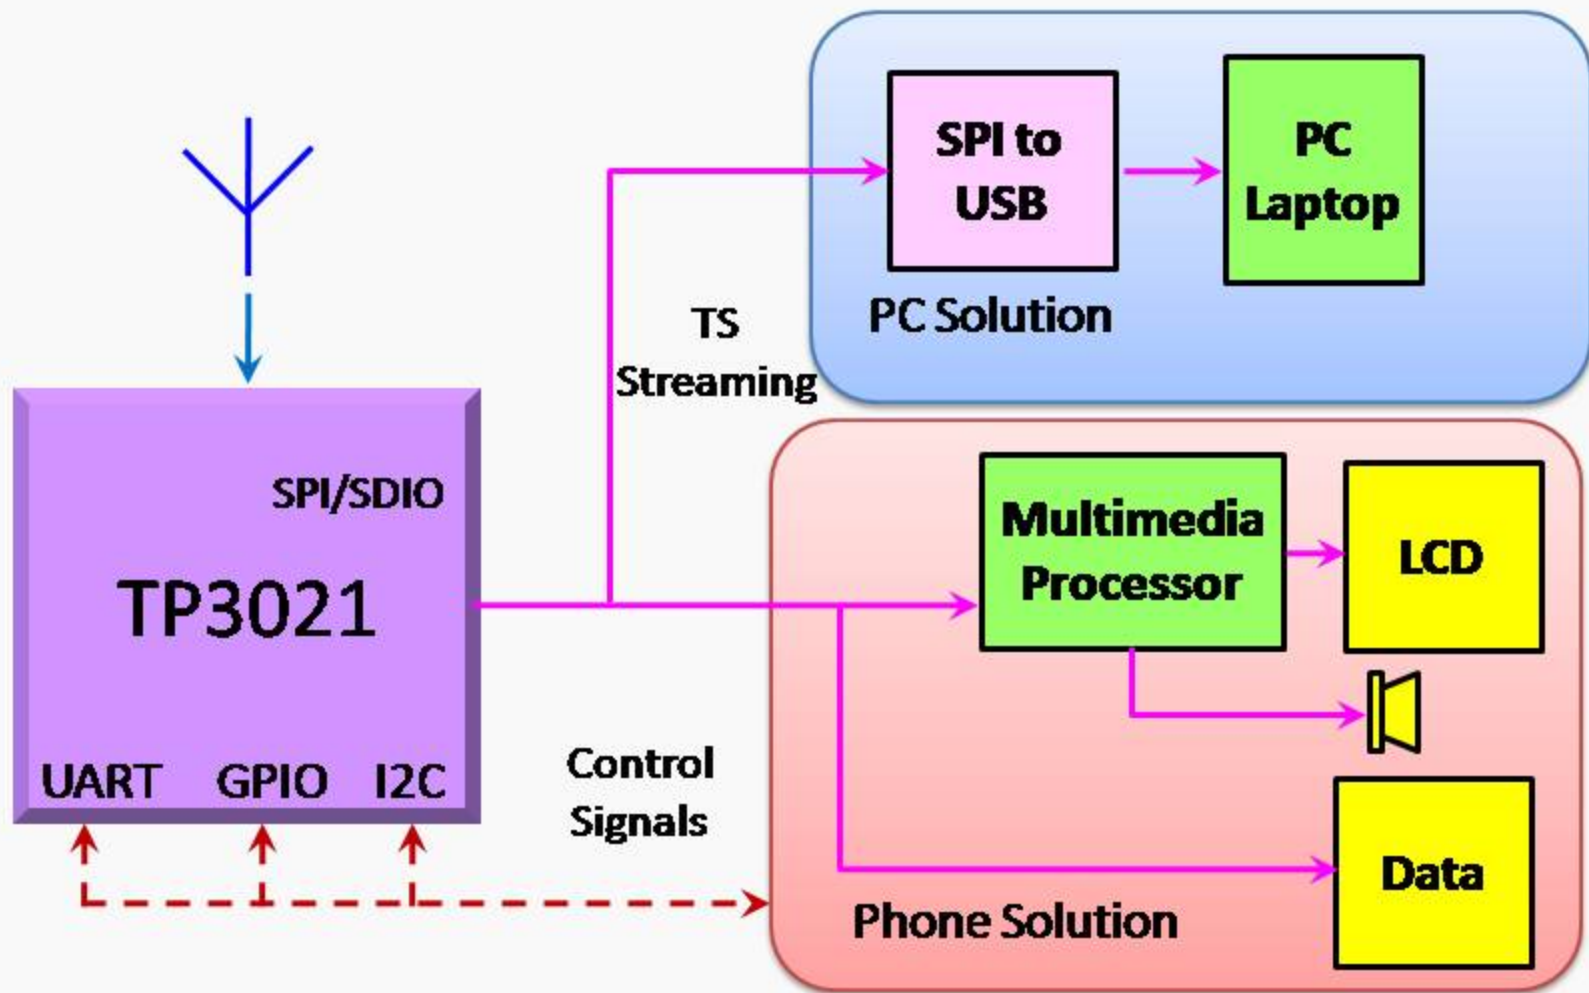 SPI to
USB
PC
Laptop
PC Solution
TS
Streaming
SPI/SDIO
TP3021
UART GPIO I2C
Control
Signals
Multimedia
Processor
LCD
Data
Phone Solution